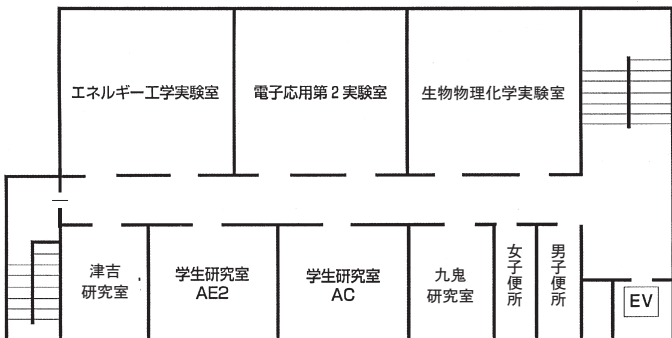 エネルギー工学実験室
電子応用第2実験室
生物物理化学実験室
津吉
研究室
学生研究室
AE2
学生研究室
AC
九鬼
研究室
女子便所
男子便所
EV